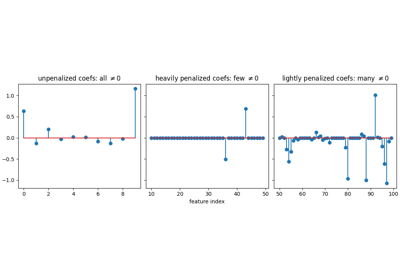 unpenalized coefs: all ≠0
heavily penalized coefs: few ≠0
lightly penalized coefs: many ≠0
1.0
0.5
0.0
−0.5
−1.0
0 2 4 6 8
10 20 30 40 50
50 60 70 80 90 100
feature index